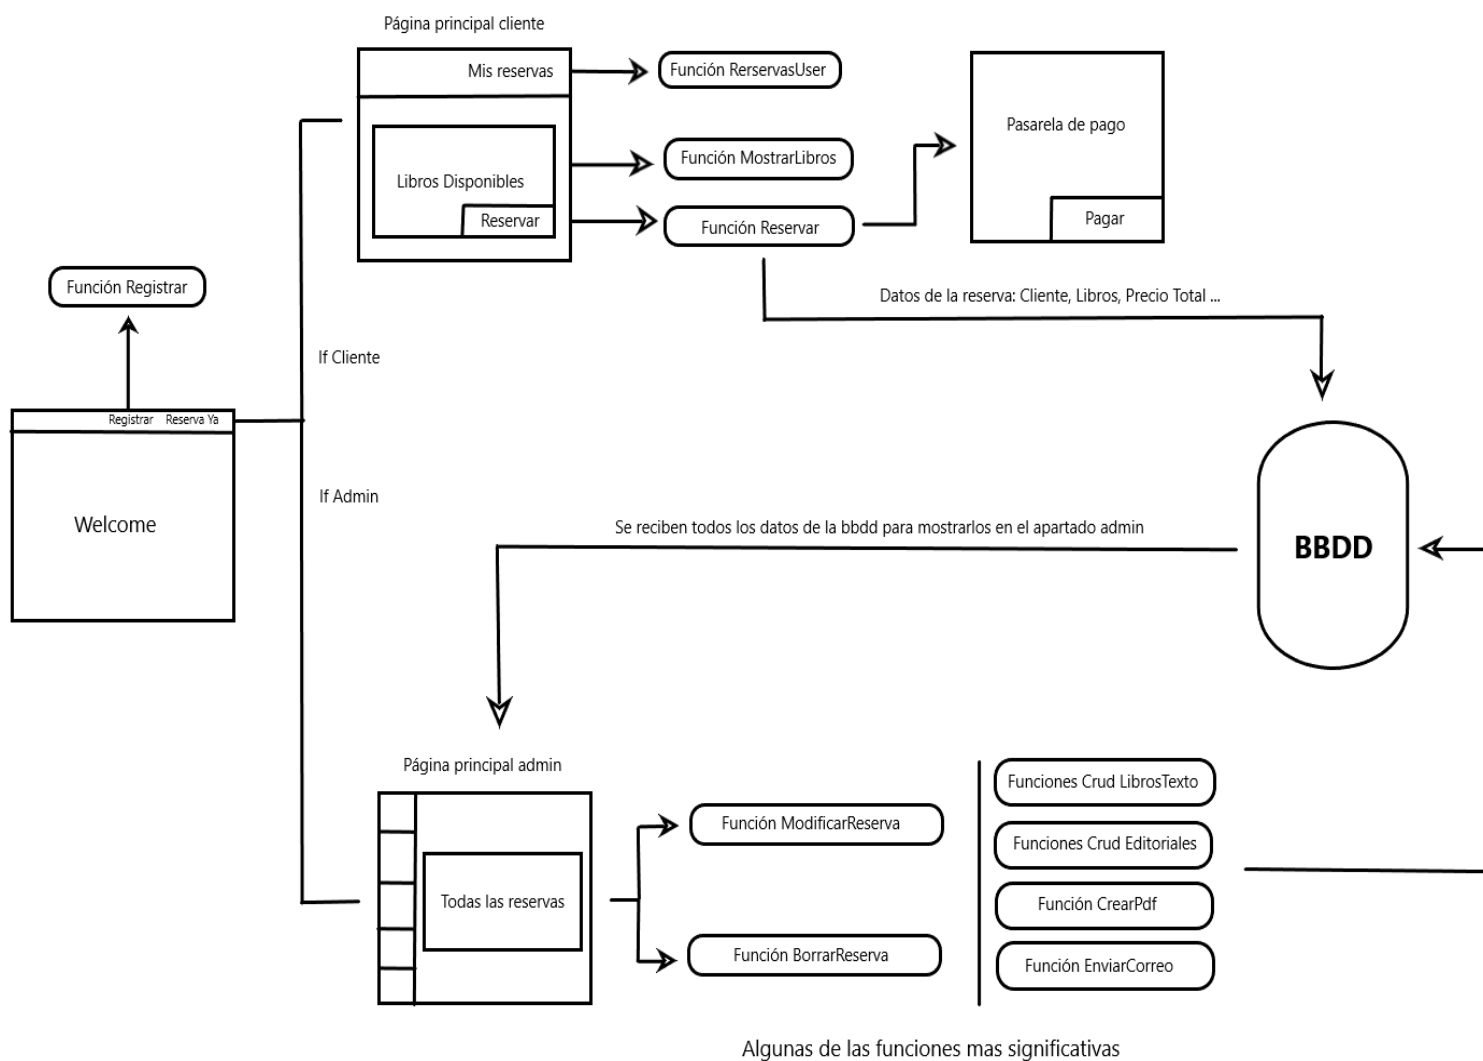 Página principal cliente
Mis reservas
Función RerservasUser
Pasarela de pago
Función MostrarLibros
Libros Disponibles
Reservar
Función Reservar
Pagar
Función Registrar
Datos de la reserva: Cliente, Libros, Precio Total ...
If Cliente
Registrar Reserva Ya
If Admin
Welcome
Se reciben todos los datos de la bbdd para mostrarlos en el apartado admin
BBDD
Página principal admin
Todas las reservas
Función ModificarReserva
Función BorrarReserva
Funciones Crud LibrosTexto
Funciones Crud Editoriales
Función CrearPdf
Función EnviarCorreo
Algunas de las funciones mas significativas